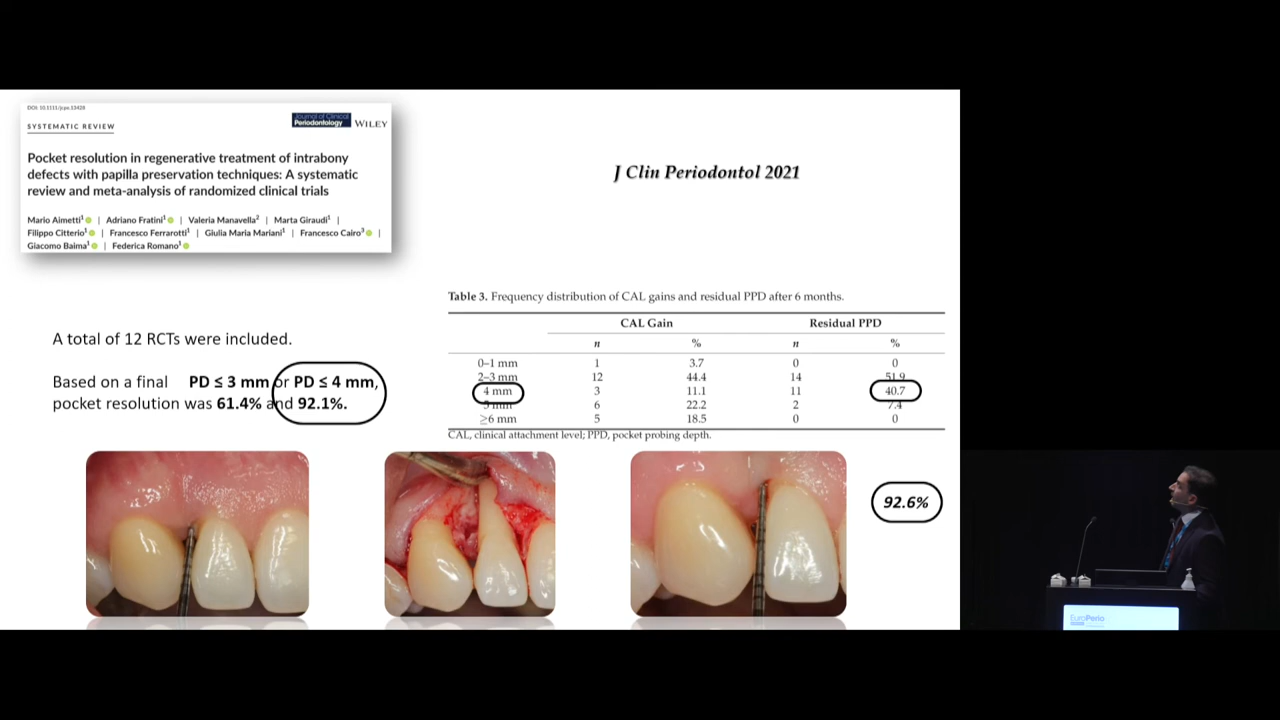 DOI: 10.1111/jcpe.13428
SYSTEMATIC REVIEW
Journal of Clinical
Periodontology
WILEY
Pocket resolution in regenerative treatment of intrabony
defects with papilla preservation techniques: A systematic
review and meta-analysis of randomized clinical trials
Mario Aimetti¹ | Adriano Fratini¹ | Valeria Manavella² | Marta Giraudi¹ |
Filippo Citterio¹ | Francesco Ferrarotti¹ | Giulia Maria Mariani¹ | Francesco Cairo³ |
Giacomo Baima¹ | Federica Romano¹
J Clin Periodontol 2021
A total of 12 RCTs were included.
Based on a final PD ≤ 3 mm or PD ≤ 4 mm,
pocket resolution was 61.4% and 92.1%.
Table 3. Frequency distribution of CAL gains and residual PPD after 6 months.
CAL Gain Residual PPD
n % n %
0–1 mm 1 3.7 0 0
2–3 mm 12 44.4 14 51.9
4 mm 3 11.1 11 40.7
5 mm 6 22.2 2 7.4
≥6 mm 5 18.5 0 0
CAL, clinical attachment level; PPD, pocket probing depth.
92.6%
EuroPerio